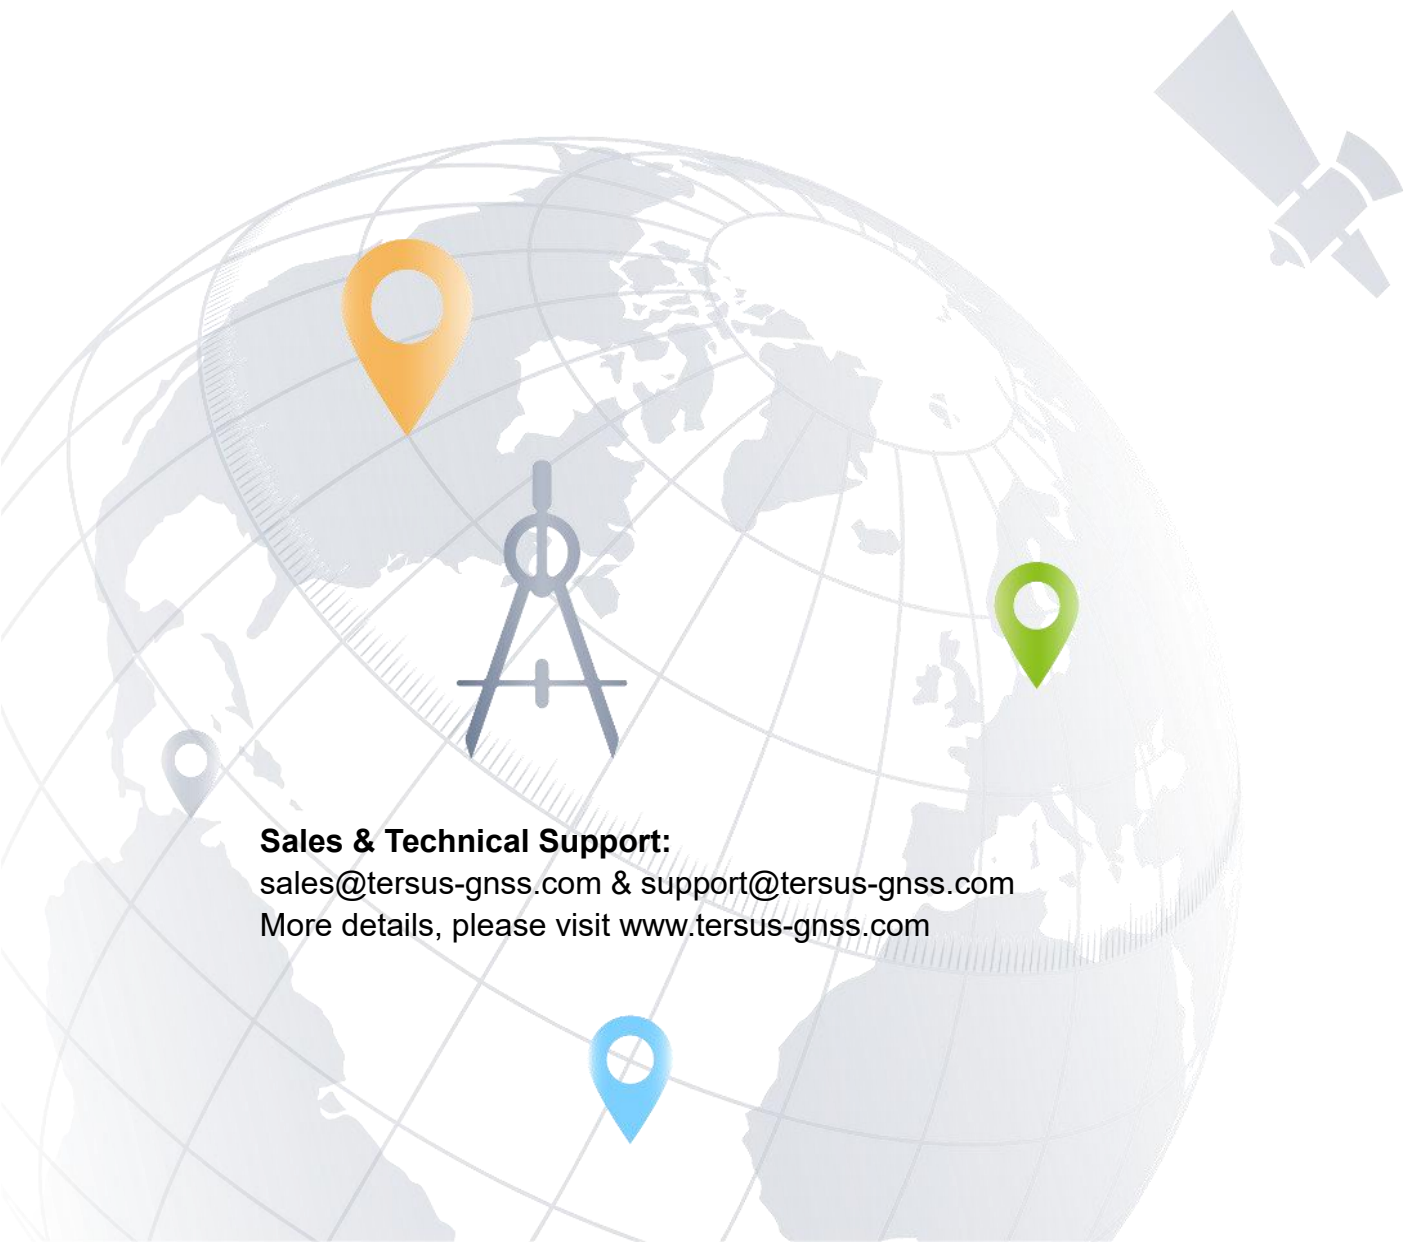 Sales & Technical Support:
sales@tersus-gnss.com & support@tersus-gnss.com
More details, please visit www.tersus-gnss.com